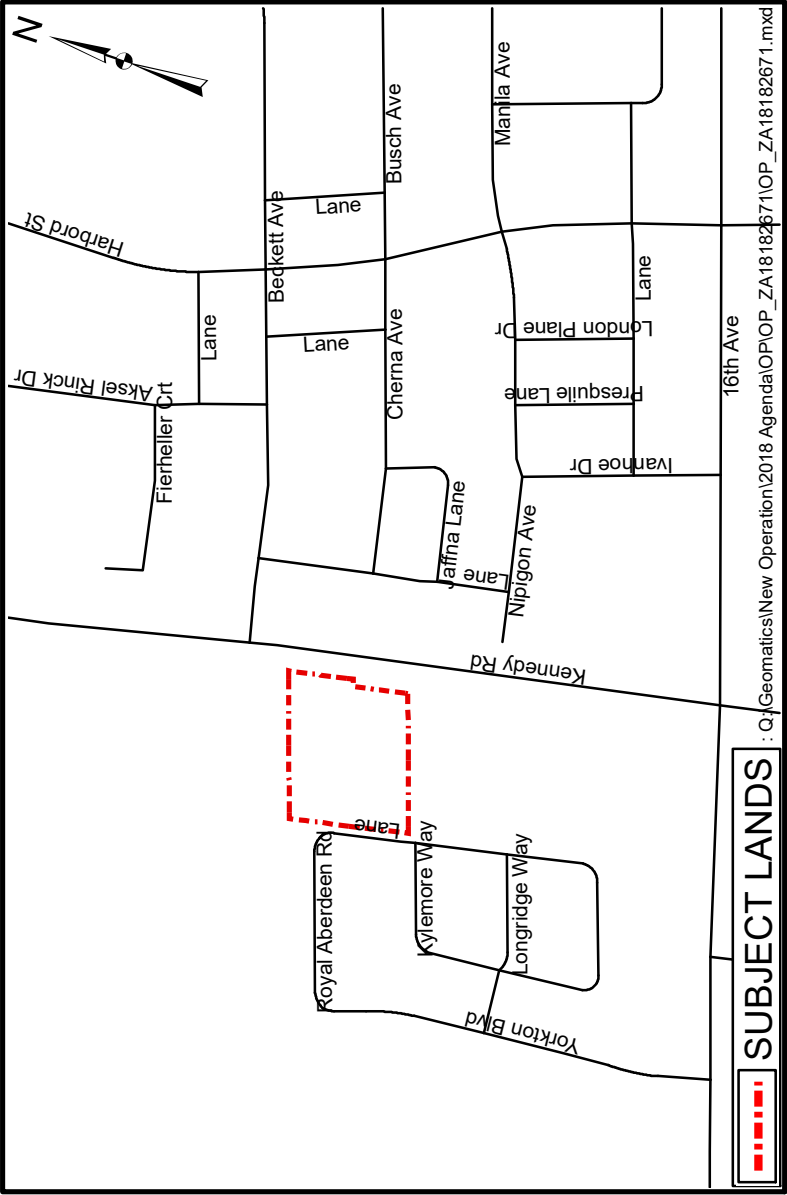 N
Harbord St
Beckett Ave
Busch Ave
Manila Ave
Lane
Lane
Lane
Lane
Aksel Rinck Dr
Fierheller Crt
Cherna Ave
London Plane Dr
Presquile Lane
Ivanhoe Dr
16th Ave
Jaffna Lane
Lane
Nipigon Ave
Kennedy Rd
Lane
Royal Aberdeen Rd
Kylemore Way
Longridge Way
Yorkton Blvd
SUBJECT LANDS
: Q:\Geomatics\New Operation\2018 Agenda\OP\OP_ZA18182671\OP_ZA18182671.mxd